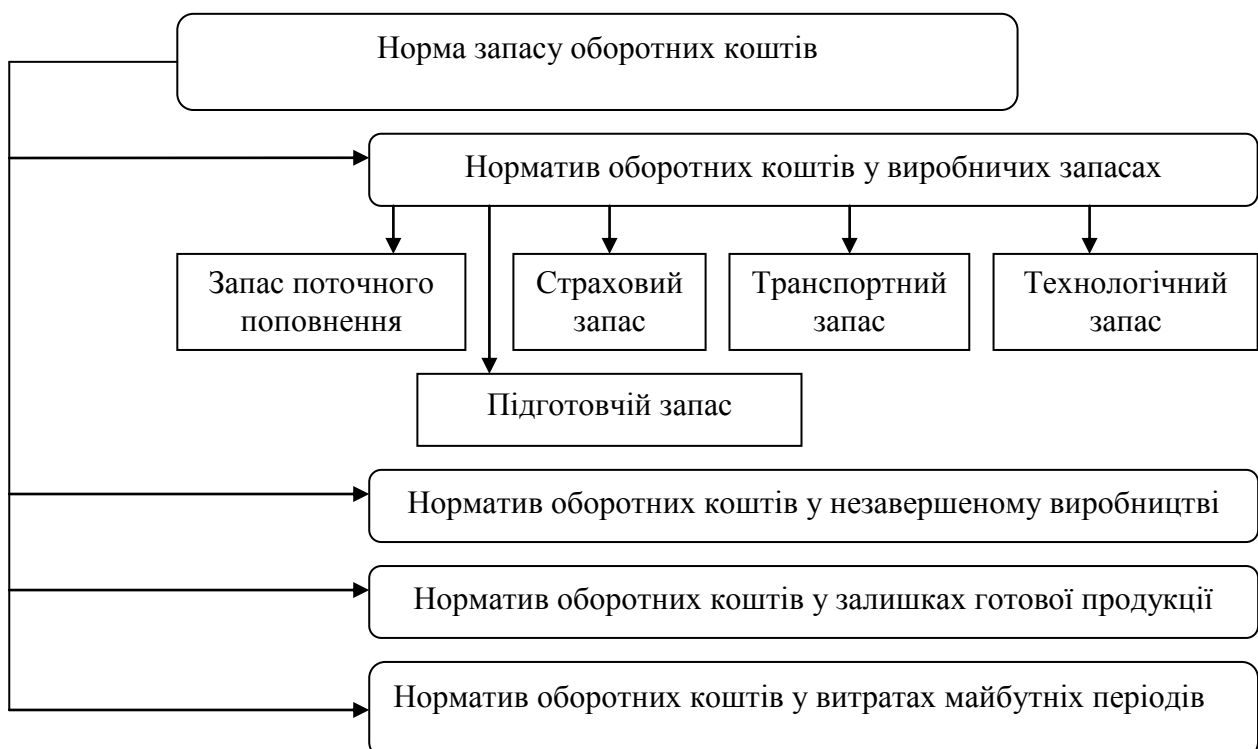 Норма запасу оборотних коштів
Норматив оборотних коштів у виробничих запасах
Запас поточного
поповнення
Страховий
запас
Транспортний
запас
Технологічний
запас
Підготовчій запас
Норматив оборотних коштів у незавершеному виробництві
Норматив оборотних коштів у залишках готової продукції
Норматив оборотних коштів у витратах майбутніх періодів